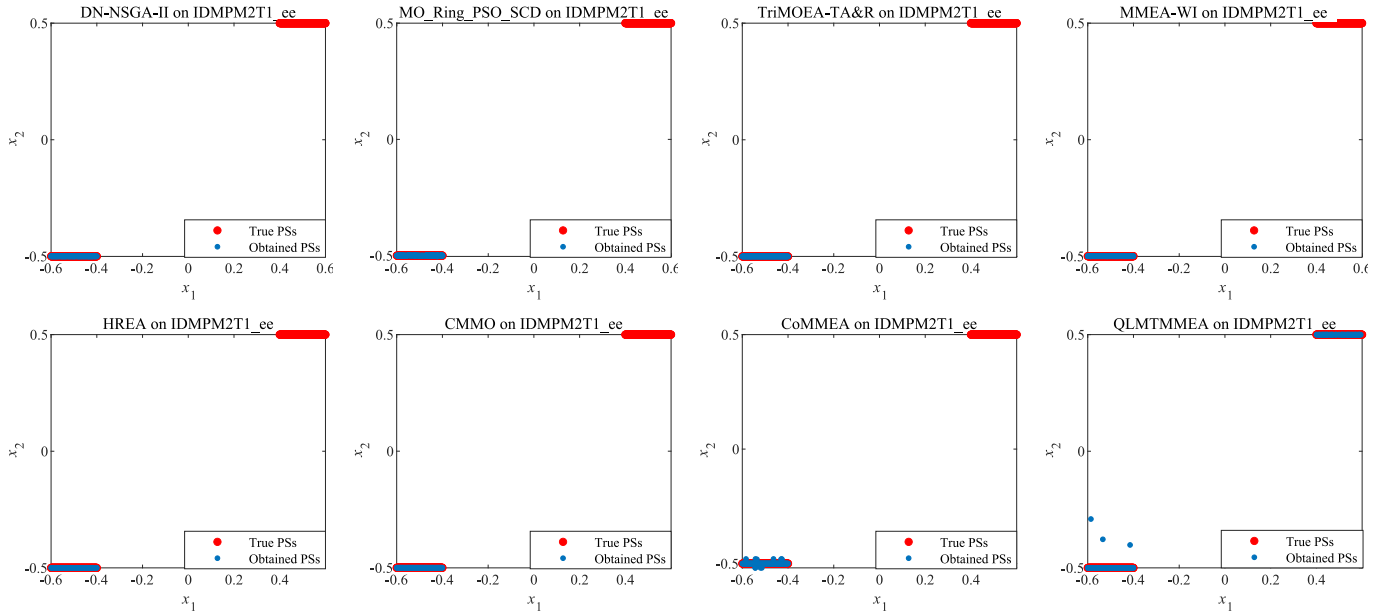 DN-NSGA-II on IDMPM2T1_ee
0.5
x2
0
True PSs
Obtained PSs
-0.5
-0.6 -0.4 -0.2 0 0.2 0.4 0.6
x1
MO_Ring_PSO_SCD on IDMPM2T1_ee
0.5
x2
0
True PSs
Obtained PSs
-0.5
-0.6 -0.4 -0.2 0 0.2 0.4 0.6
x1
TriMOEA-TA&R on IDMPM2T1_ee
0.5
x2
0
True PSs
Obtained PSs
-0.5
-0.6 -0.4 -0.2 0 0.2 0.4
x1
MMEA-WI on IDMPM2T1_ee
0.5
x2
0
True PSs
Obtained PSs
-0.5
-0.6 -0.4 -0.2 0 0.2 0.4 0.6
x1
HREA on IDMPM2T1_ee
0.5
x2
0
True PSs
Obtained PSs
-0.5
-0.6 -0.4 -0.2 0 0.2 0.4
x1
CMMO on IDMPM2T1_ee
0.5
x2
0
True PSs
Obtained PSs
-0.5
-0.6 -0.4 -0.2 0 0.2 0.4
x1
CoMMEA on IDMPM2T1_ee
0.5
x2
0
True PSs
Obtained PSs
-0.5
-0.6 -0.4 -0.2 0 0.2 0.4
x1
QLMTMMEA on IDMPM2T1_ee
0.5
x2
0
True PSs
Obtained PSs
-0.5
-0.6 -0.4 -0.2 0 0.2 0.4
x1